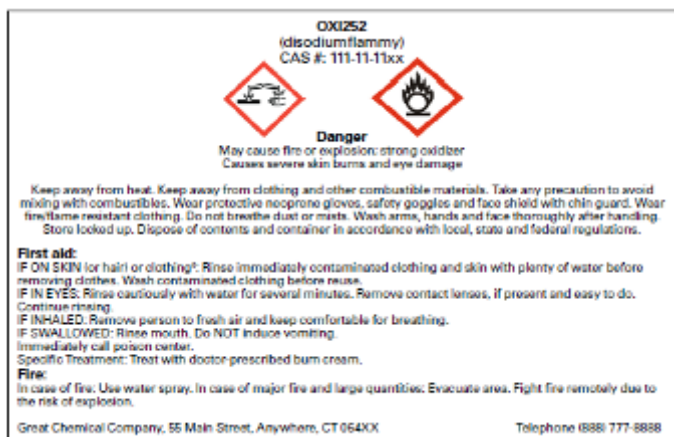 OXI252
(disodiumflammy)
CAS #: 111-11-11xx
Danger
May cause fire or explosion: strong oxidizer
Causes severe skin burns and eye damage
Keep away from heat. Keep away from clothing and other combustible materials. Take any precaution to avoid
mixing with combustibles. Wear protective neoprene gloves, safety goggles and face shield with chin guard. Wear
fire/flame resistant clothing. Do not breathe dust or mists. Wash arms, hands and face thoroughly after handling.
Store locked up. Dispose of contents and container in accordance with local, state and federal regulations.
First aid:
IF ON SKIN (or hair) or clothing⁸: Rinse immediately contaminated clothing and skin with plenty of water before
removing clothes. Wash contaminated clothing before reuse.
IF IN EYES: Rinse cautiously with water for several minutes. Remove contact lenses, if present and easy to do.
Continue rinsing.
IF INHALED: Remove person to fresh air and keep comfortable for breathing.
IF SWALLOWED: Rinse mouth. Do NOT induce vomiting.
Immediately call poison center.
Specific Treatment: Treat with doctor-prescribed burn cream.
Fire:
In case of fire: Use water spray. In case of major fire and large quantities: Evacuate area. Fight fire remotely due to
the risk of explosion.
Great Chemical Company, 55 Main Street, Anywhere, CT 064XX Telephone (888) 777-8888